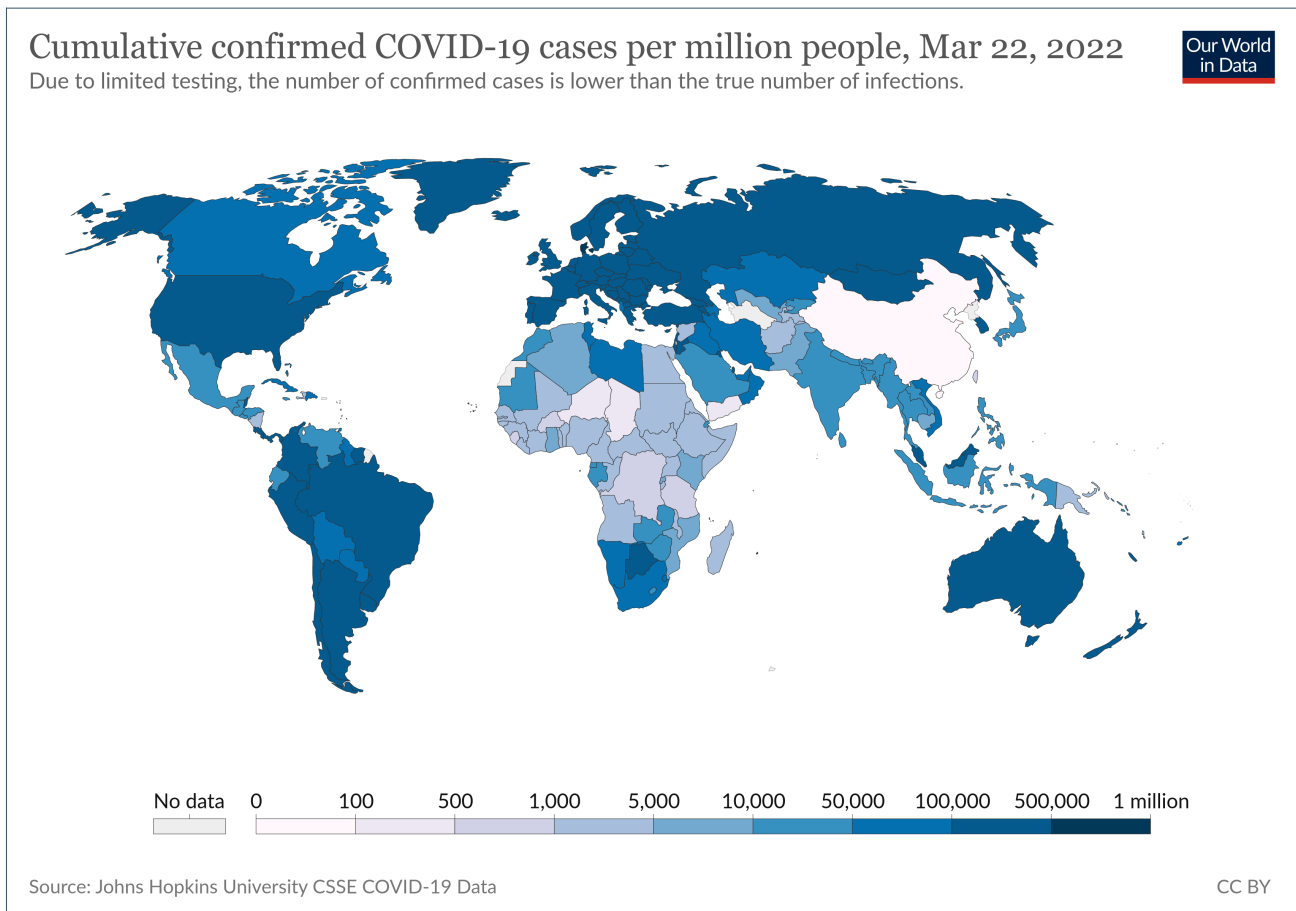 Cumulative confirmed COVID-19 cases per million people, Mar 22, 2022
Our World
in Data
Due to limited testing, the number of confirmed cases is lower than the true number of infections.
No data 0 100 500 1,000 5,000 10,000 50,000 100,000 500,000 1 million
Source: Johns Hopkins University CSSE COVID-19 Data CC BY